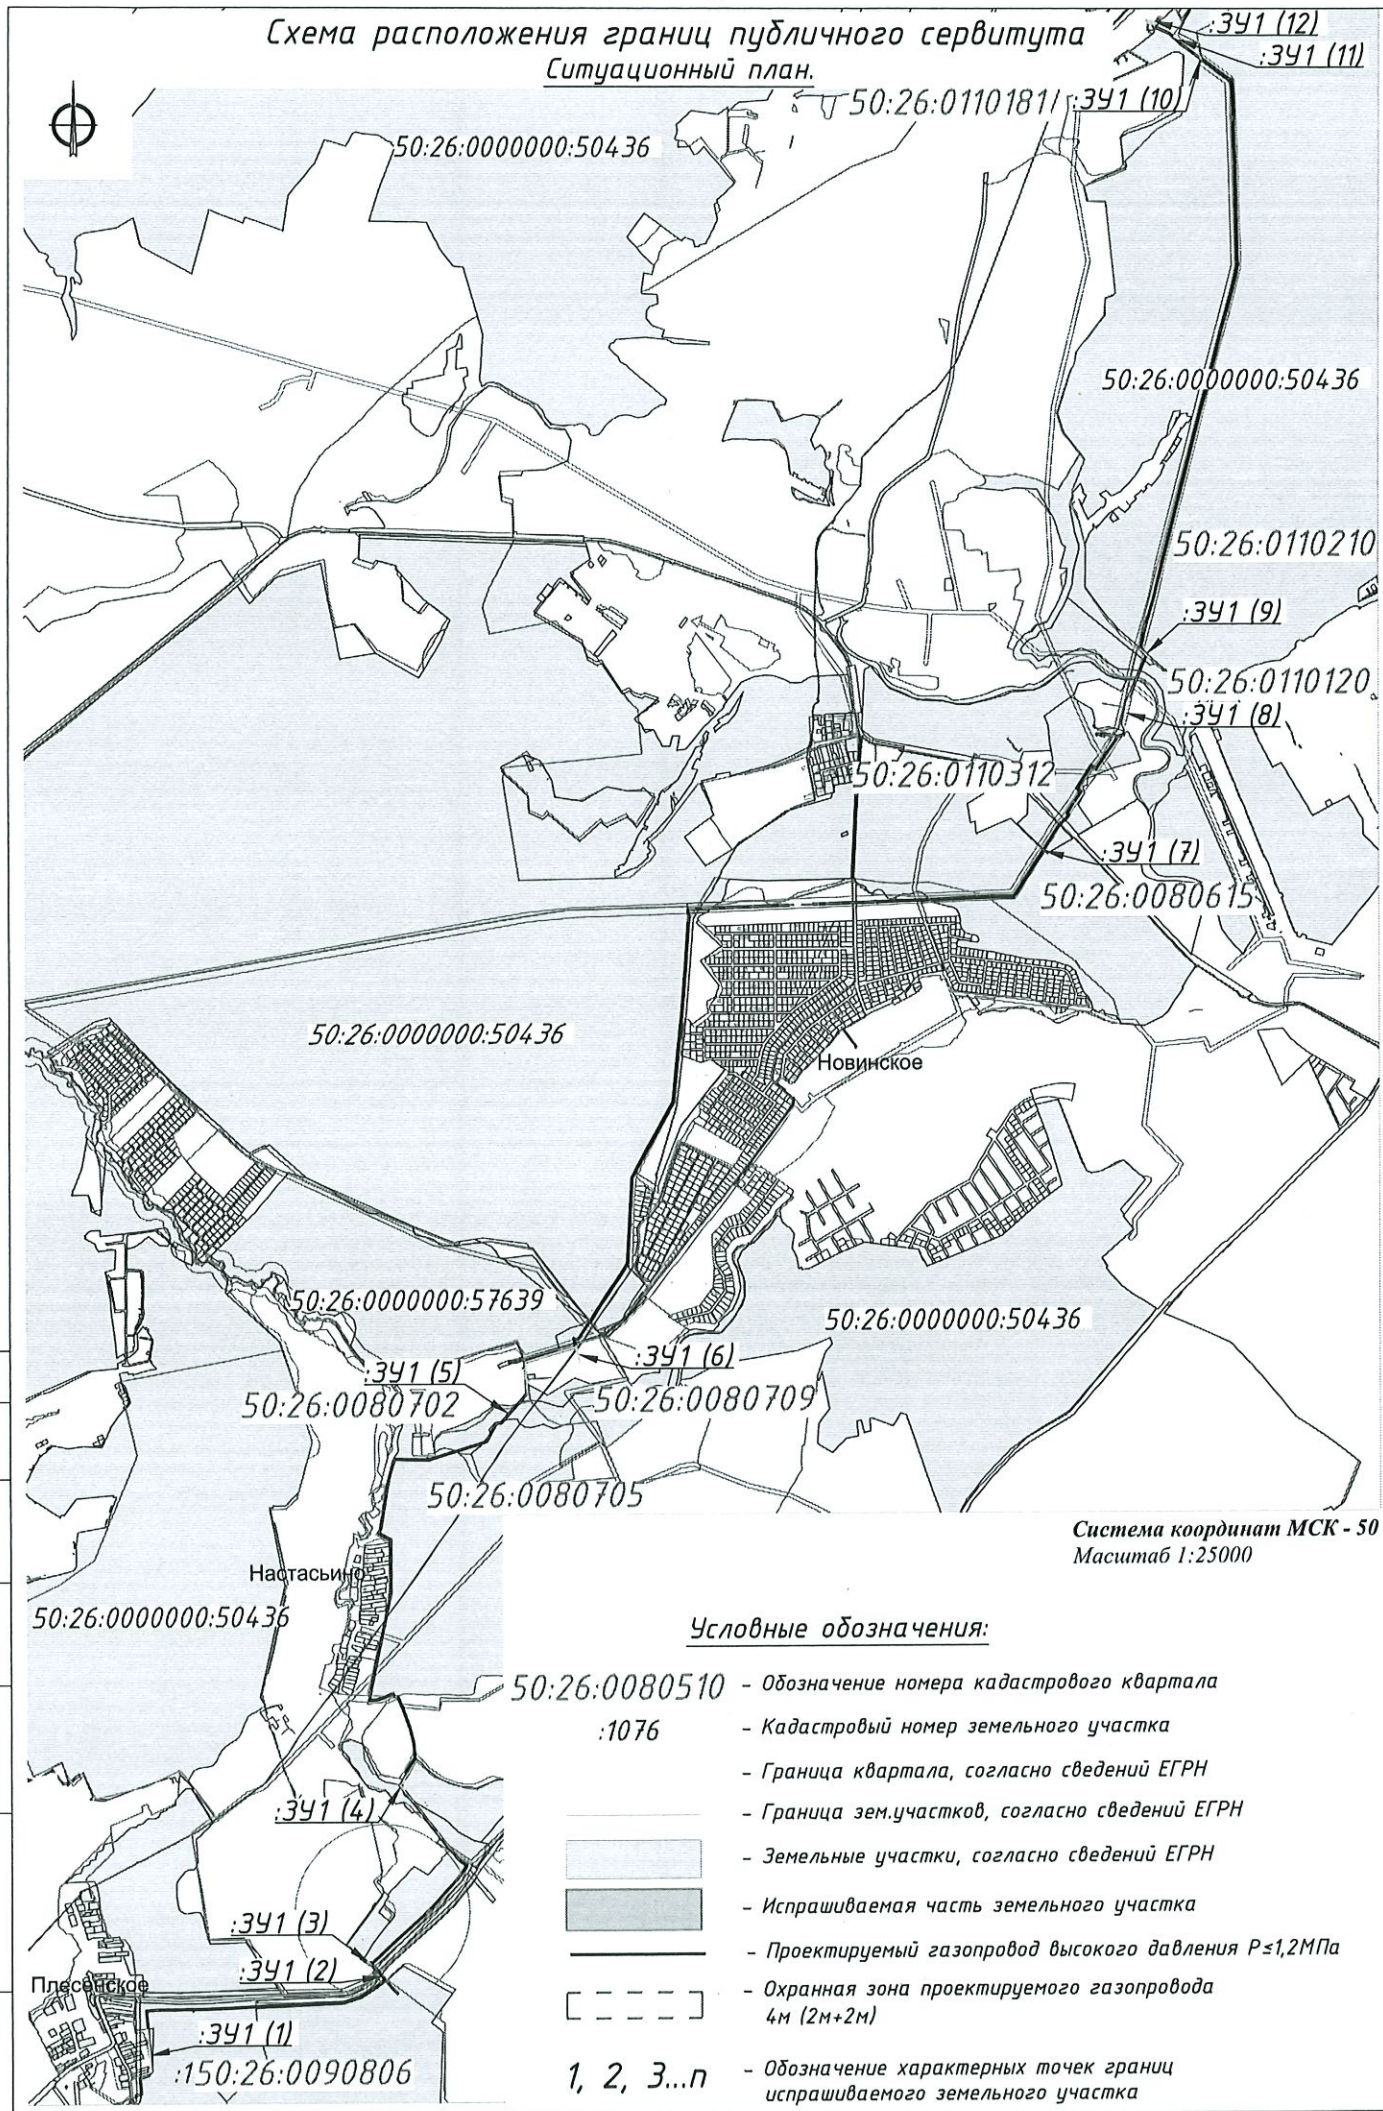 Схема расположения границ публичного сервитута
Ситуационный план.
:ЗУ1 (12)
:ЗУ1 (11)
50:26:0110181
:ЗУ1 (10)
50:26:0000000:50436
50:26:0000000:50436
50:26:0110210
:ЗУ1 (9)
50:26:0110120
:ЗУ1 (8)
50:26:0110312
:ЗУ1 (7)
50:26:0080615
50:26:0000000:50436
Новинское
50:26:0000000:57639
50:26:0000000:50436
:ЗУ1 (6)
:ЗУ1 (5)
50:26:0080702
50:26:0080709
50:26:0080705
Система координат МСК - 50
Масштаб 1:25000
Настасьино
50:26:0000000:50436
Условные обозначения:
50:26:0080510 - Обозначение номера кадастрового квартала
:1076 - Кадастровый номер земельного участка
- Граница квартала, согласно сведений ЕГРН
- Граница зем.участков, согласно сведений ЕГРН
- Земельные участки, согласно сведений ЕГРН
- Испрашиваемая часть земельного участка
- Проектируемый газопровод высокого давления P≤1,2МПа
- Охранная зона проектируемого газопровода
4м (2м+2м)
1, 2, 3...п - Обозначение характерных точек границ
испрашиваемого земельного участка
:ЗУ1 (4)
:ЗУ1 (3)
:ЗУ1 (2)
Плесенское
:ЗУ1 (1)
:150:26:0090806